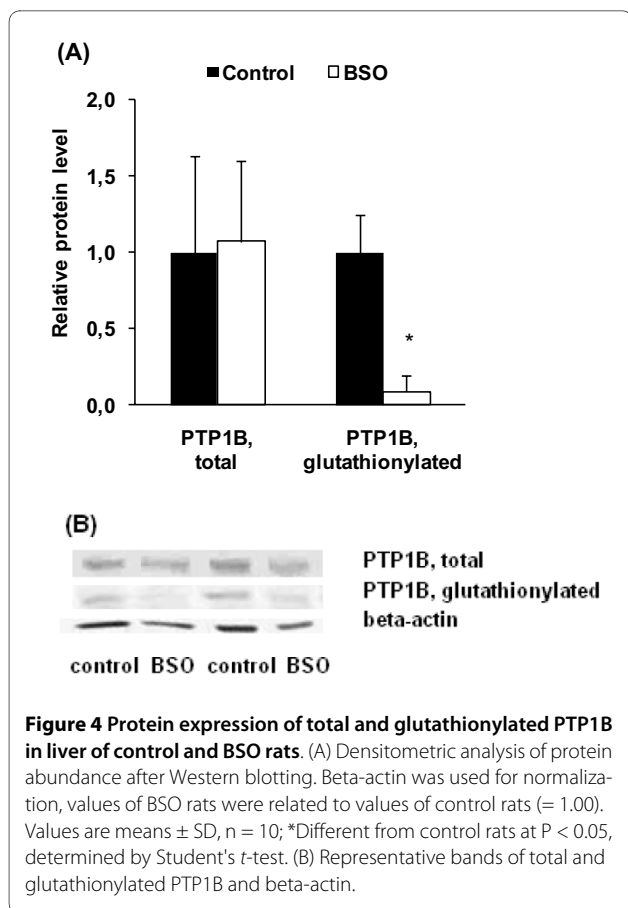 (A)
Control BSO
2,0
1,5
1,0
0,5
0,0
Relative protein level
*
PTP1B, total
PTP1B, glutathionylated
(B)
PTP1B, total
PTP1B, glutathionylated
beta-actin
control BSO control BSO
Figure 4 Protein expression of total and glutathionylated PTP1B
in liver of control and BSO rats. (A) Densitometric analysis of protein
abundance after Western blotting. Beta-actin was used for normaliza-
tion, values of BSO rats were related to values of control rats (= 1.00).
Values are means ± SD, n = 10; *Different from control rats at P < 0.05,
determined by Student's t-test. (B) Representative bands of total and
glutathionylated PTP1B and beta-actin.